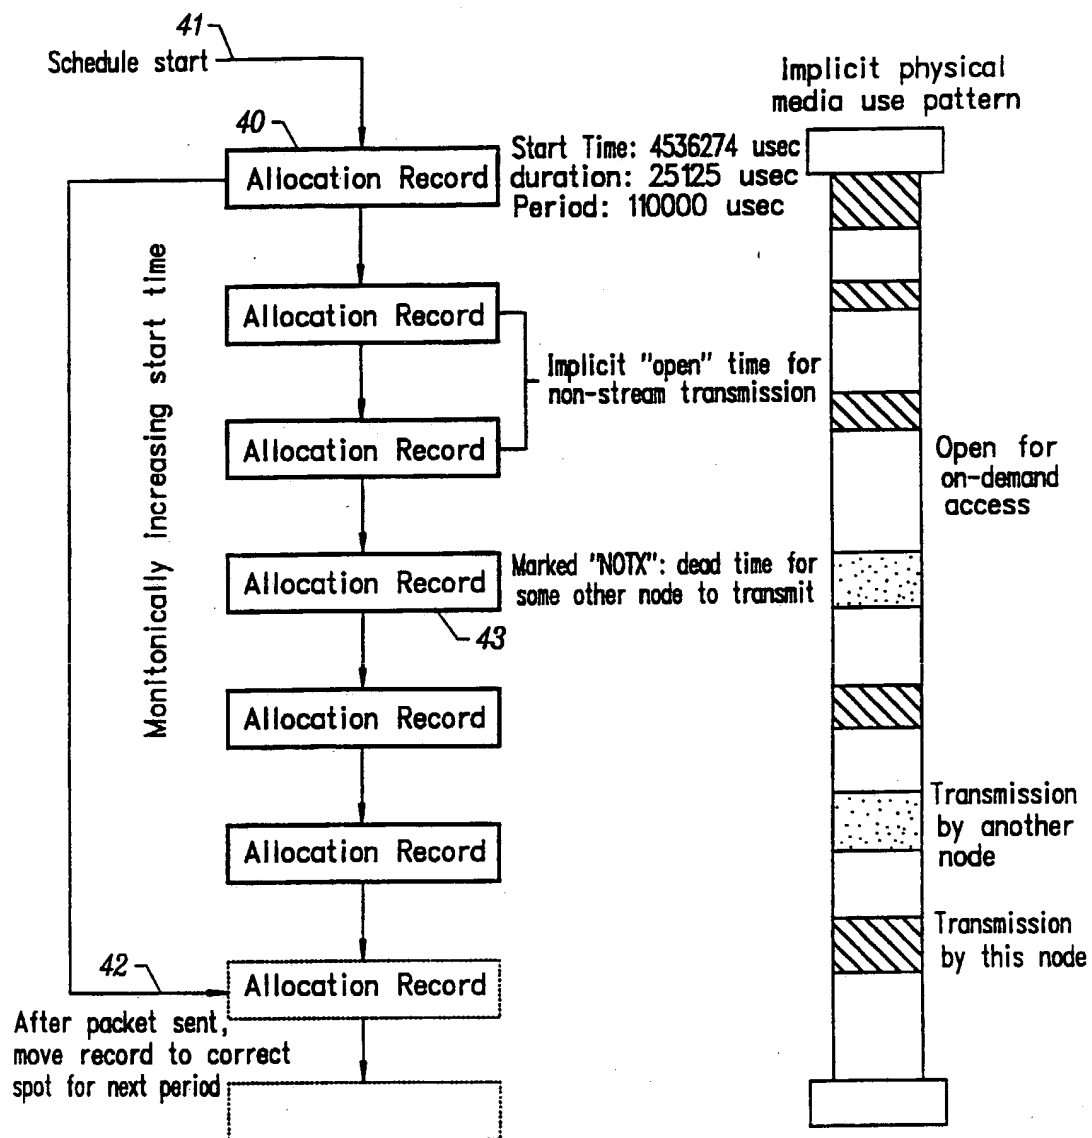 41
Schedule start
40
Allocation Record
Start Time: 4536274 usec
duration: 25125 usec
Period: 110000 usec
Monitonically increasing start time
Allocation Record
Implicit "open" time for
non-stream transmission
Allocation Record
Allocation Record
Marked "NOTX": dead time for
some other node to transmit
43
Allocation Record
Allocation Record
42
Allocation Record
After packet sent,
move record to correct
spot for next period
Implicit physical
media use pattern
Open for
on-demand
access
Transmission
by another
node
Transmission
by this node